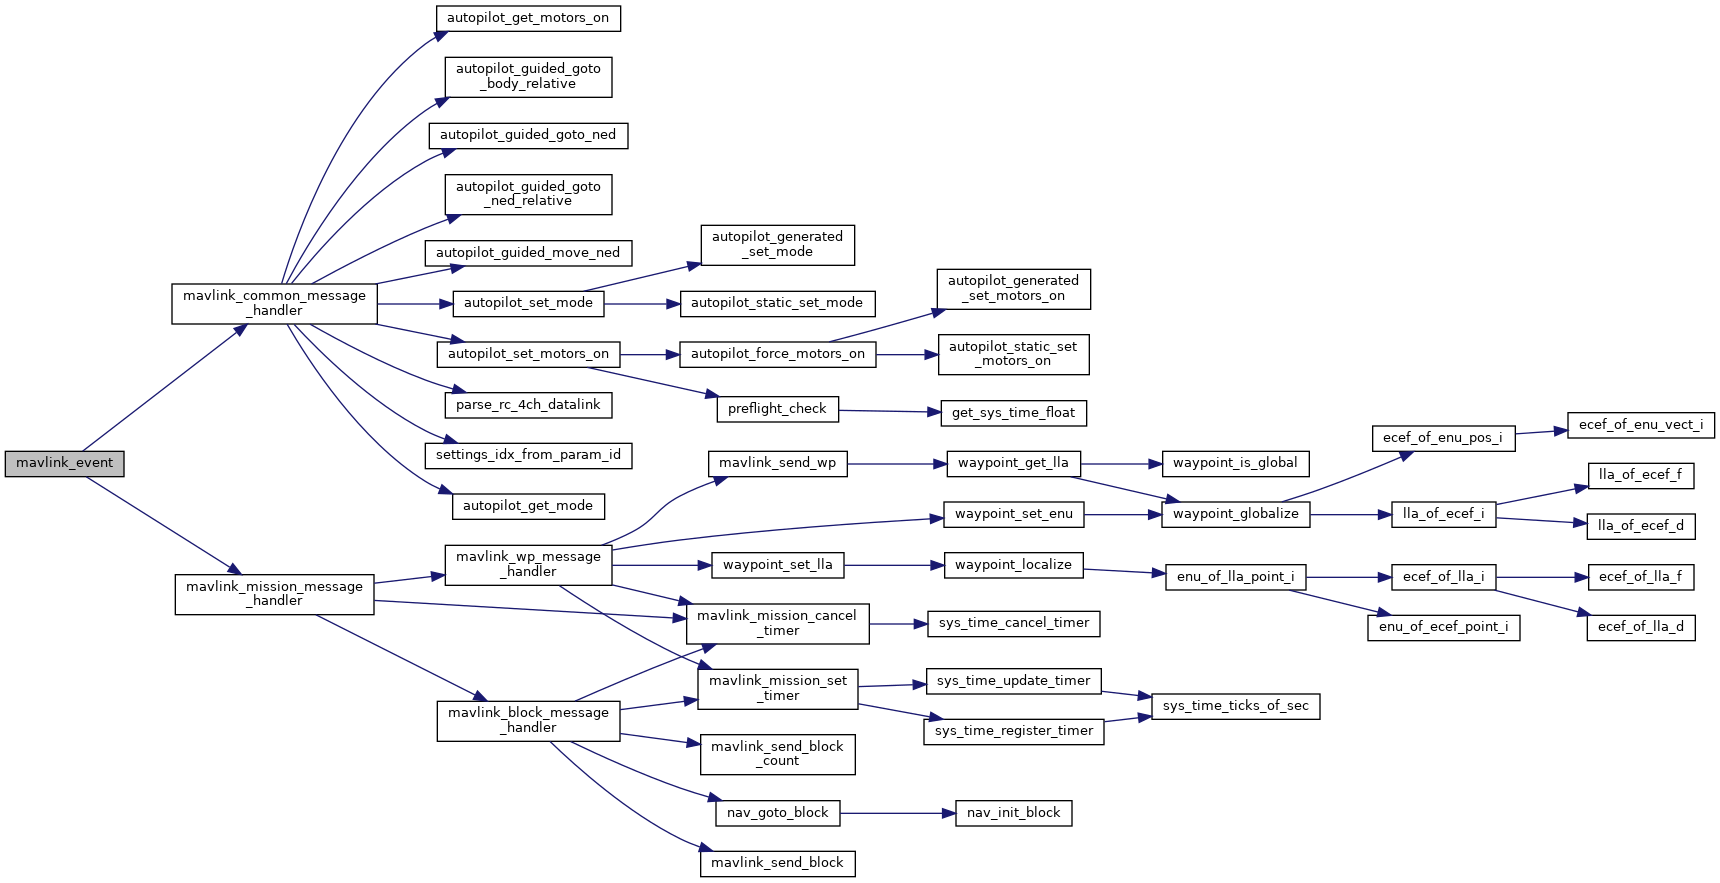 mavlink_event
mavlink_common_message
_handler
mavlink_mission_message
_handler
autopilot_get_motors_on
autopilot_guided_goto
_body_relative
autopilot_guided_goto_ned
autopilot_guided_goto
_ned_relative
autopilot_guided_move_ned
autopilot_set_mode
autopilot_set_motors_on
parse_rc_4ch_datalink
settings_idx_from_param_id
autopilot_get_mode
mavlink_wp_message
_handler
mavlink_block_message
_handler
autopilot_generated
_set_mode
autopilot_static_set_mode
autopilot_force_motors_on
preflight_check
mavlink_send_wp
waypoint_set_lla
mavlink_mission_cancel
_timer
mavlink_mission_set
_timer
mavlink_send_block
_count
nav_goto_block
mavlink_send_block
autopilot_generated
_set_motors_on
autopilot_static_set
_motors_on
get_sys_time_float
waypoint_get_lla
waypoint_set_enu
waypoint_localize
sys_time_cancel_timer
sys_time_update_timer
sys_time_register_timer
nav_init_block
waypoint_is_global
waypoint_globalize
enu_of_lla_point_i
sys_time_ticks_of_sec
ecef_of_enu_pos_i
lla_of_ecef_i
ecef_of_lla_i
enu_of_ecef_point_i
ecef_of_enu_vect_i
lla_of_ecef_f
lla_of_ecef_d
ecef_of_lla_f
ecef_of_lla_d